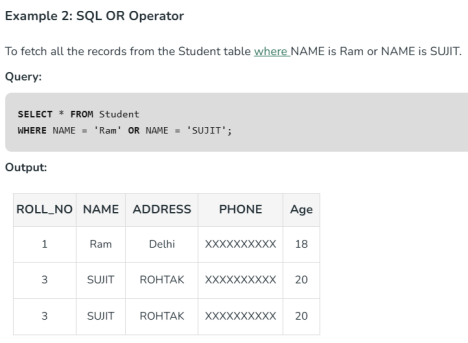 Example 2: SQL OR Operator
To fetch all the records from the Student table where NAME is Ram or NAME is SUJIT.
Query:
SELECT * FROM Student
WHERE NAME = 'Ram' OR NAME = 'SUJIT';
Output:
ROLL_NO NAME ADDRESS PHONE Age
1 Ram Delhi XXXXXXXXXX 18
3 SUJIT ROHTAK XXXXXXXXXX 20
3 SUJIT ROHTAK XXXXXXXXXX 20